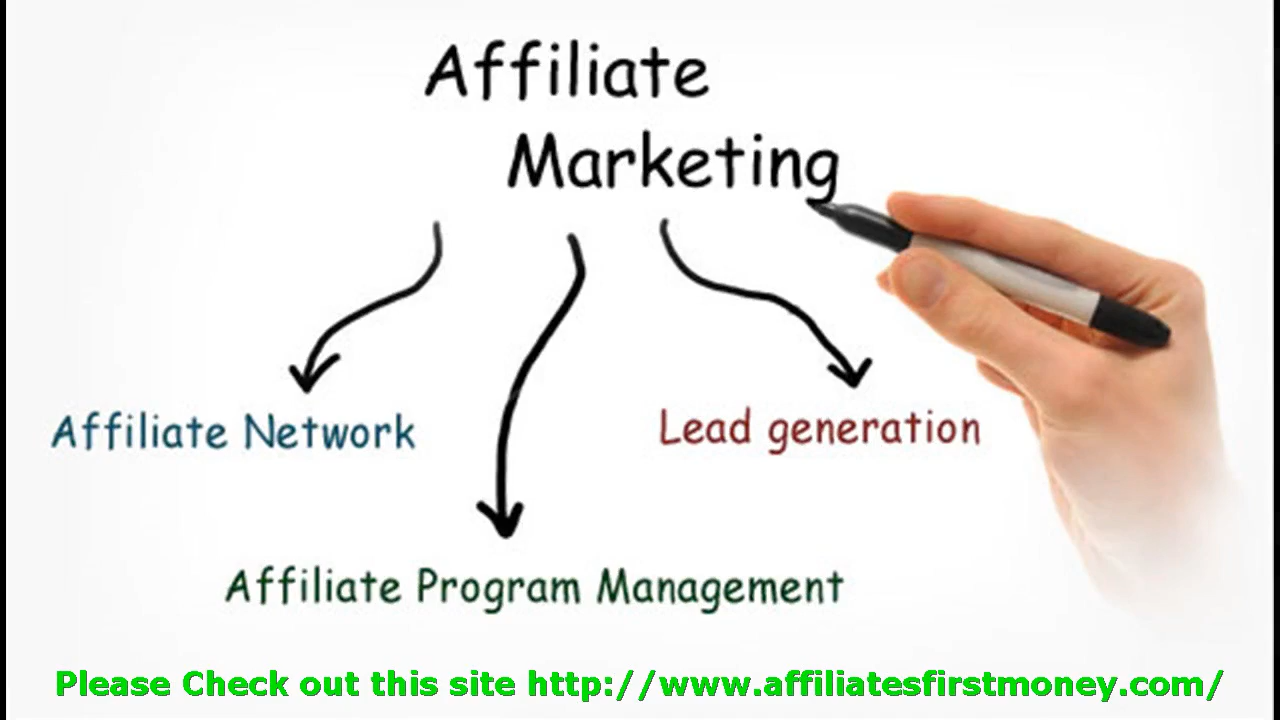 Affiliate
Marketing
Affiliate Network
Lead generation
Affiliate Program Management
Please Check out this site http://www.affiliatesfirstmoney.com/